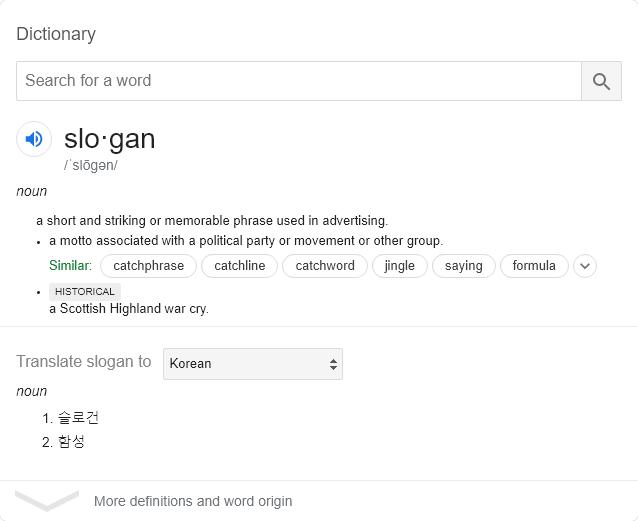 Dictionary
Search for a word
slo·gan
/ˈslōɡən/
noun
a short and striking or memorable phrase used in advertising.
• a motto associated with a political party or movement or other group.
Similar: catchphrase catchline catchword jingle saying formula
• HISTORICAL
a Scottish Highland war cry.
Translate slogan to Korean
noun
1. 슬로건
2. 함성
More definitions and word origin